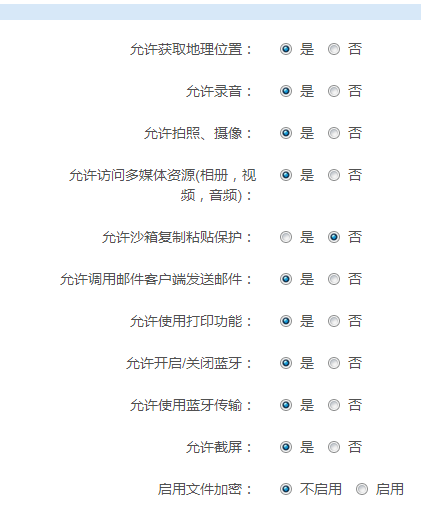 允许获取地理位置： 是 否
允许录音： 是 否
允许拍照、摄像： 是 否
允许访问多媒体资源(相册，视 是 否
频，音频)：
允许沙箱复制粘贴保护： 是 否
允许调用邮件客户端发送邮件： 是 否
允许使用打印功能： 是 否
允许开启/关闭蓝牙： 是 否
允许使用蓝牙传输： 是 否
允许截屏： 是 否
启用文件加密： 不启用 启用